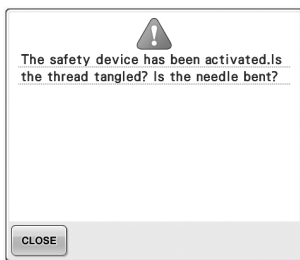 The safety device has been activated.Is
the thread tangled? Is the needle bent?
CLOSE